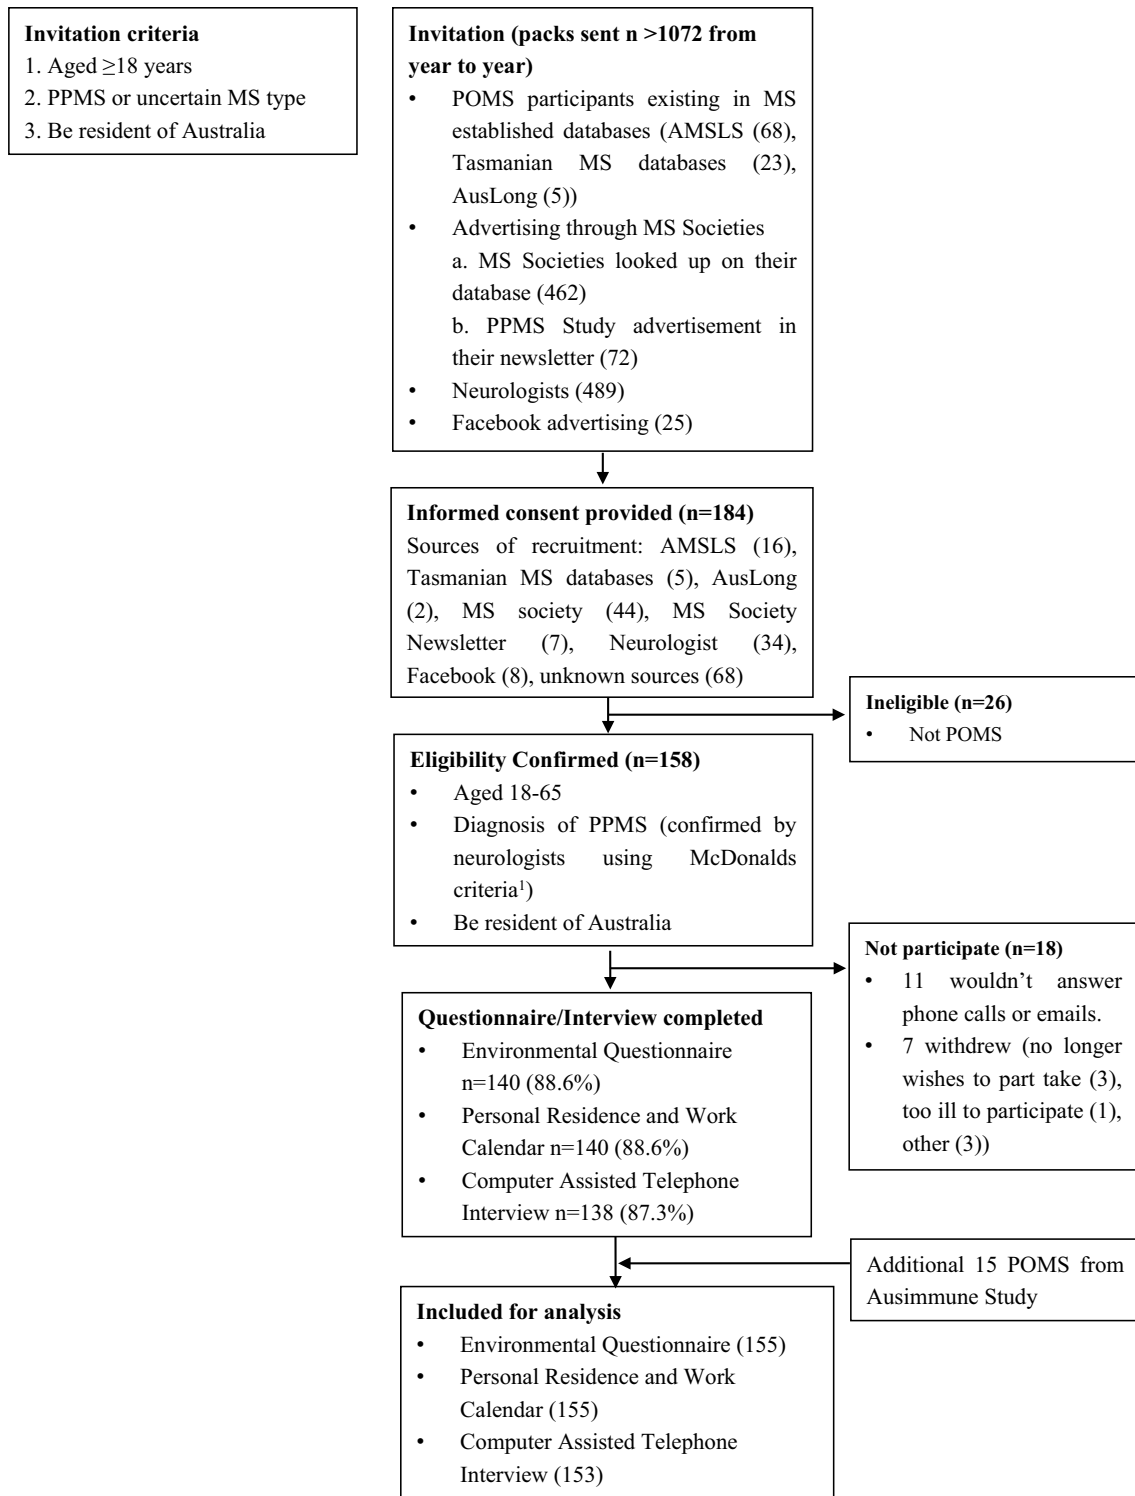 Invitation criteria
1. Aged ≥18 years
2. PPMS or uncertain MS type
3. Be resident of Australia
Invitation (packs sent n >1072 from
year to year)
• POMS participants existing in MS
established databases (AMSLS (68),
Tasmanian MS databases (23),
AusLong (5))
• Advertising through MS Societies
a. MS Societies looked up on their
database (462)
b. PPMS Study advertisement in
their newsletter (72)
• Neurologists (489)
• Facebook advertising (25)
Informed consent provided (n=184)
Sources of recruitment: AMSLS (16),
Tasmanian MS databases (5), AusLong
(2), MS society (44), MS Society
Newsletter (7), Neurologist (34),
Facebook (8), unknown sources (68)
Ineligible (n=26)
• Not POMS
Eligibility Confirmed (n=158)
• Aged 18-65
• Diagnosis of PPMS (confirmed by
neurologists using McDonalds
criteria¹)
• Be resident of Australia
Not participate (n=18)
• 11 wouldn’t answer
phone calls or emails.
• 7 withdrew (no longer
wishes to part take (3),
too ill to participate (1),
other (3))
Questionnaire/Interview completed
• Environmental Questionnaire
n=140 (88.6%)
• Personal Residence and Work
Calendar n=140 (88.6%)
• Computer Assisted Telephone
Interview n=138 (87.3%)
Additional 15 POMS from
Ausimmune Study
Included for analysis
• Environmental Questionnaire (155)
• Personal Residence and Work
Calendar (155)
• Computer Assisted Telephone
Interview (153)